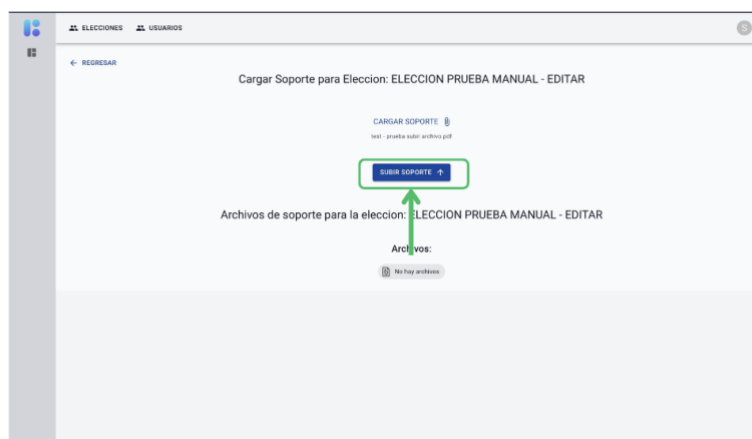 ELECCIONES USUARIOS
S
← REGRESAR
Cargar Soporte para Eleccion: ELECCION PRUEBA MANUAL - EDITAR
CARGAR SOPORTE
test - prueba subir archivo.pdf
SUBIR SOPORTE ↑
Archivos de soporte para la eleccion: ELECCION PRUEBA MANUAL - EDITAR
Archivos:
No hay archivos